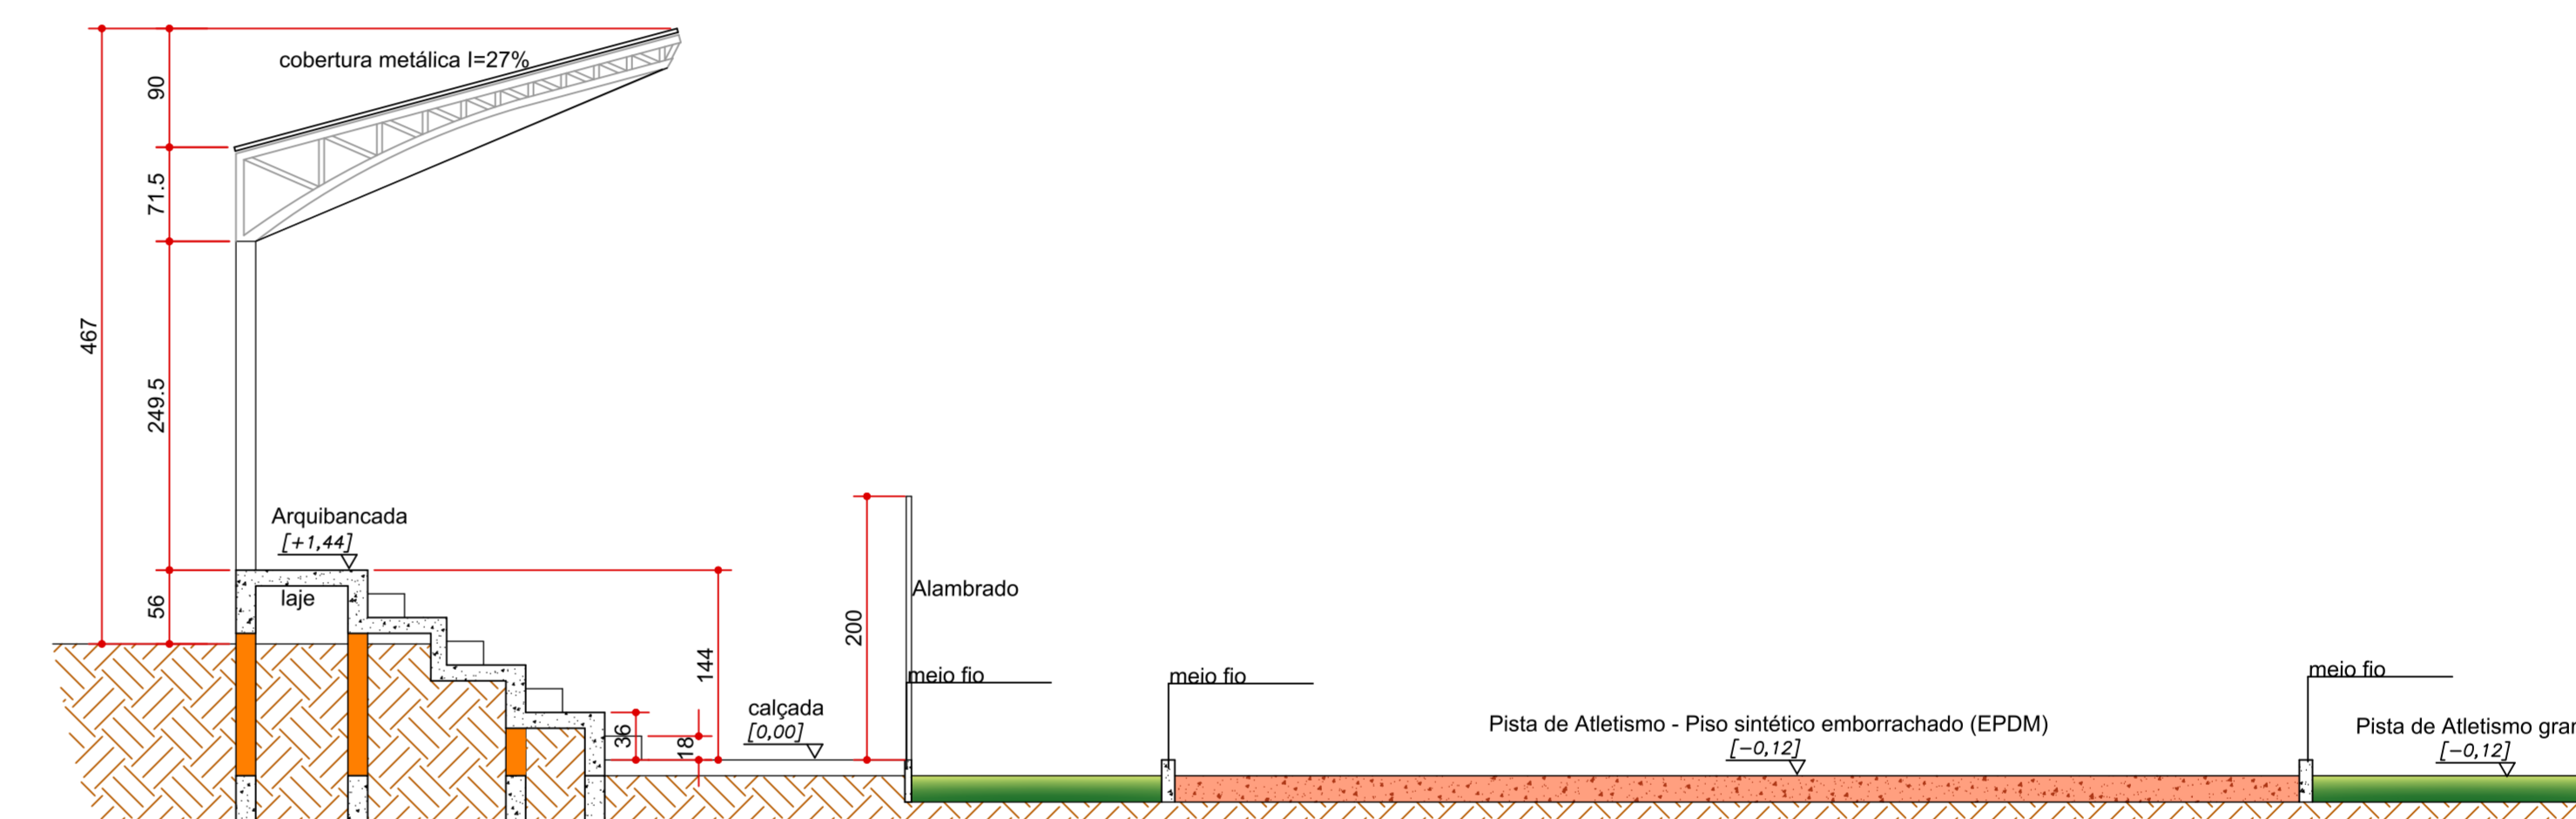 cobertura metálica I=27%
90
71.5
467
249.5
Arquibancada
[+1,44]
laje
56
Alambrado
200
144
meio fio
meio fio
meio fio
calçada
[0,00]
36
18
Pista de Atletismo - Piso sintético emborrachado (EPDM)
[-0,12]
Pista de Atletismo gra
[-0,12]